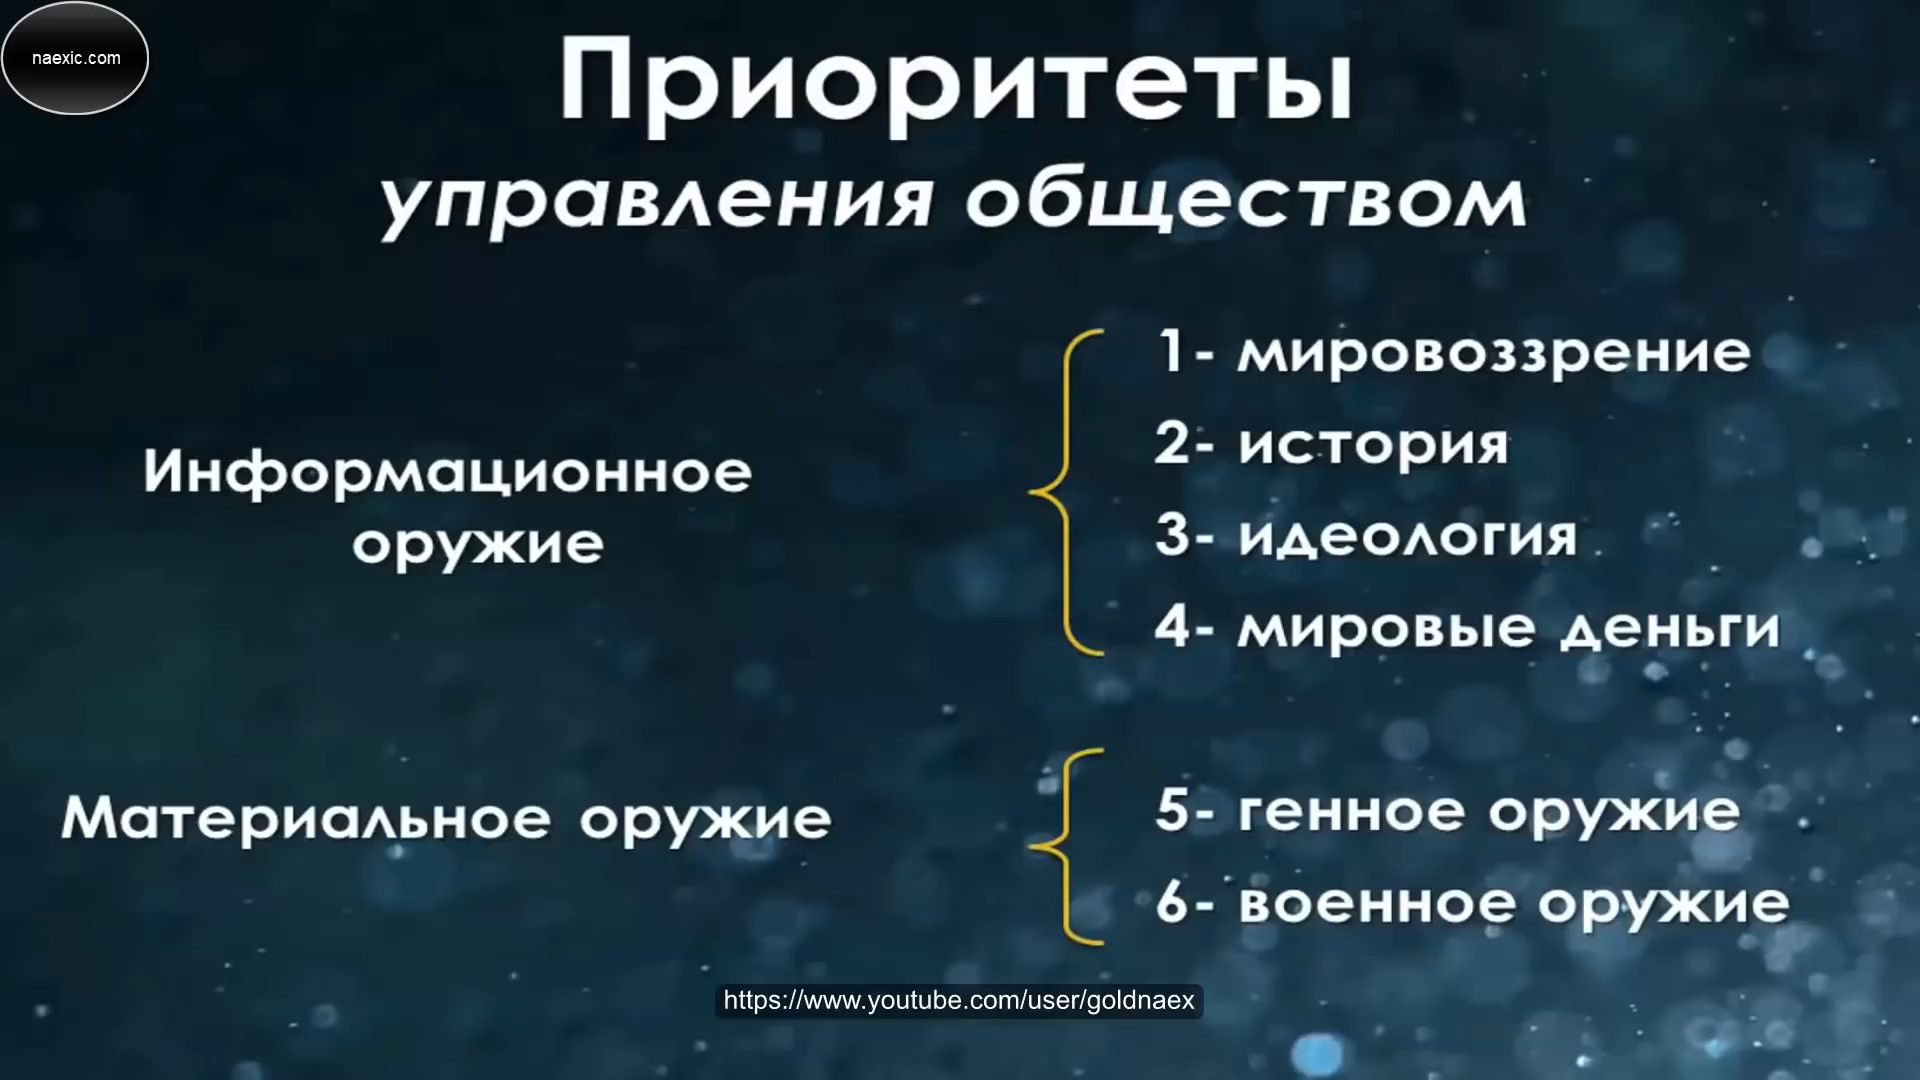 naexic.com
Приоритеты
управления обществом
Информационное
оружие
1- мировоззрение
2- история
3- идеология
4- мировые деньги
Материальное оружие
5- генное оружие
6- военное оружие
https://www.youtube.com/user/goldnaex